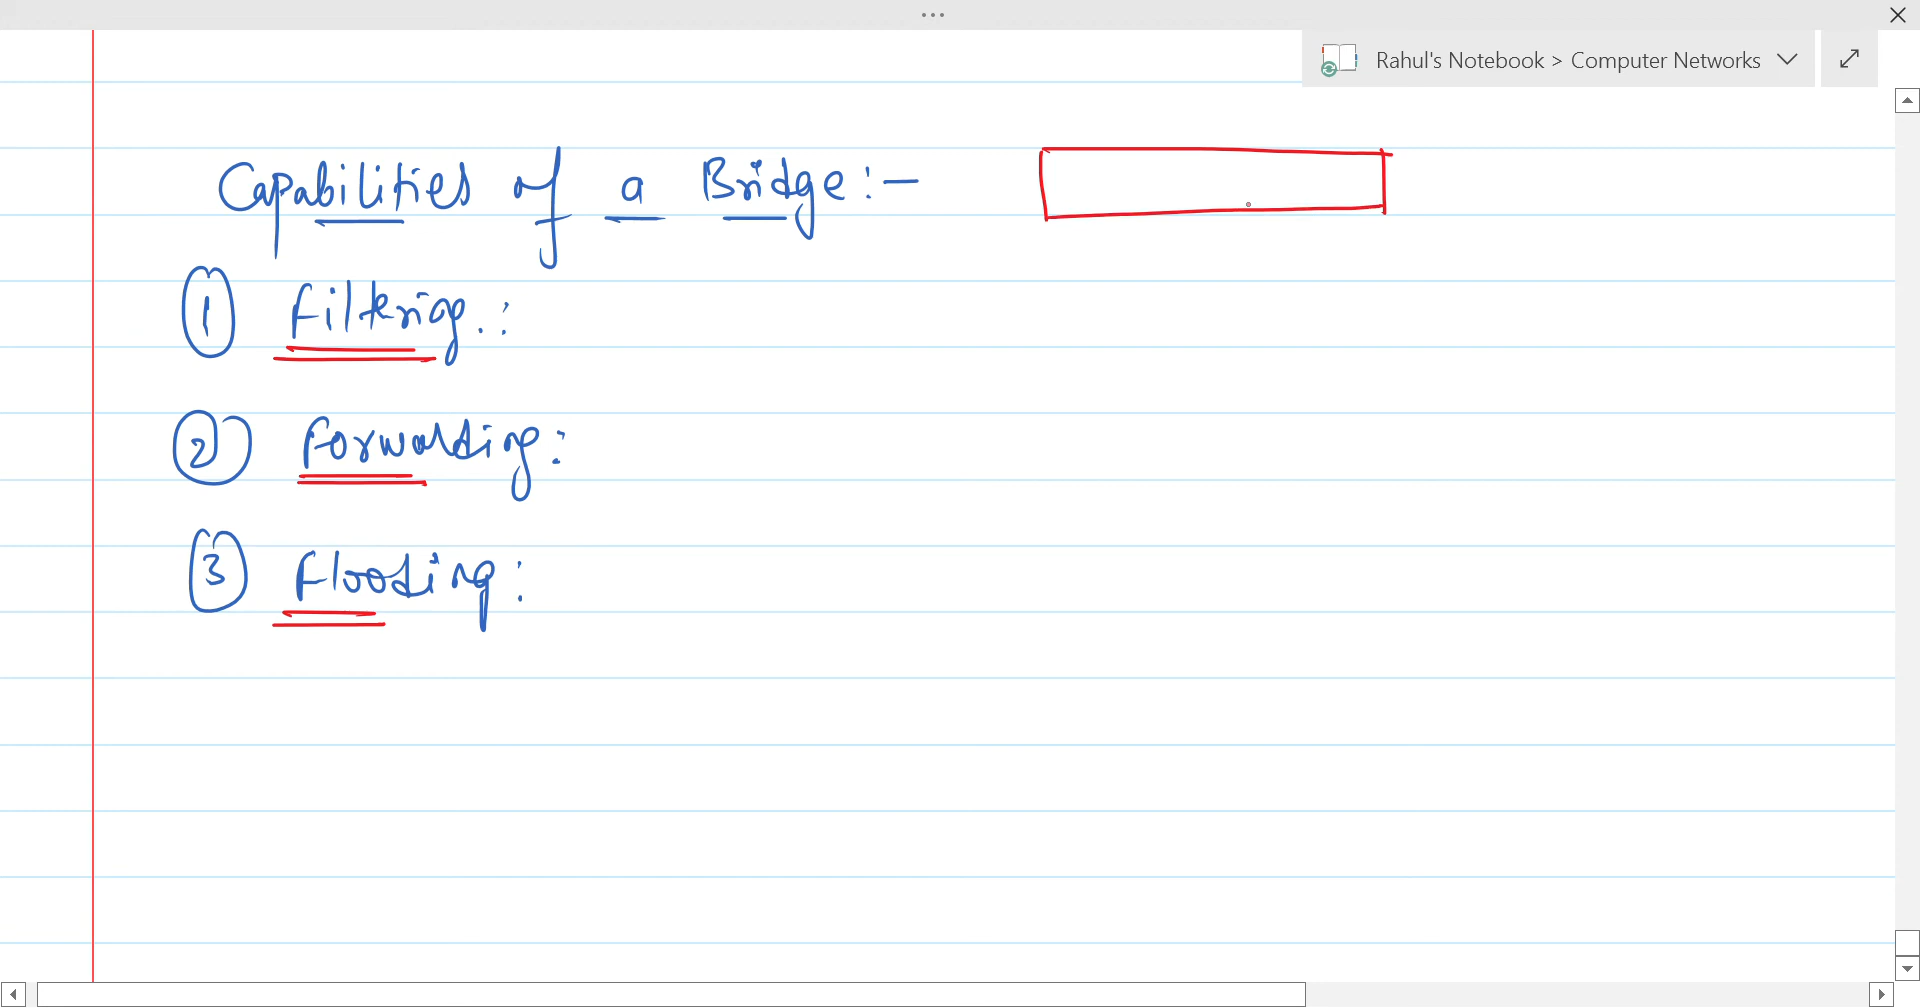 Rahul's Notebook > Computer Networks
Capabilities of a Bridge:-
1 Filtering.:
2 Forwarding:
3 Flooding: